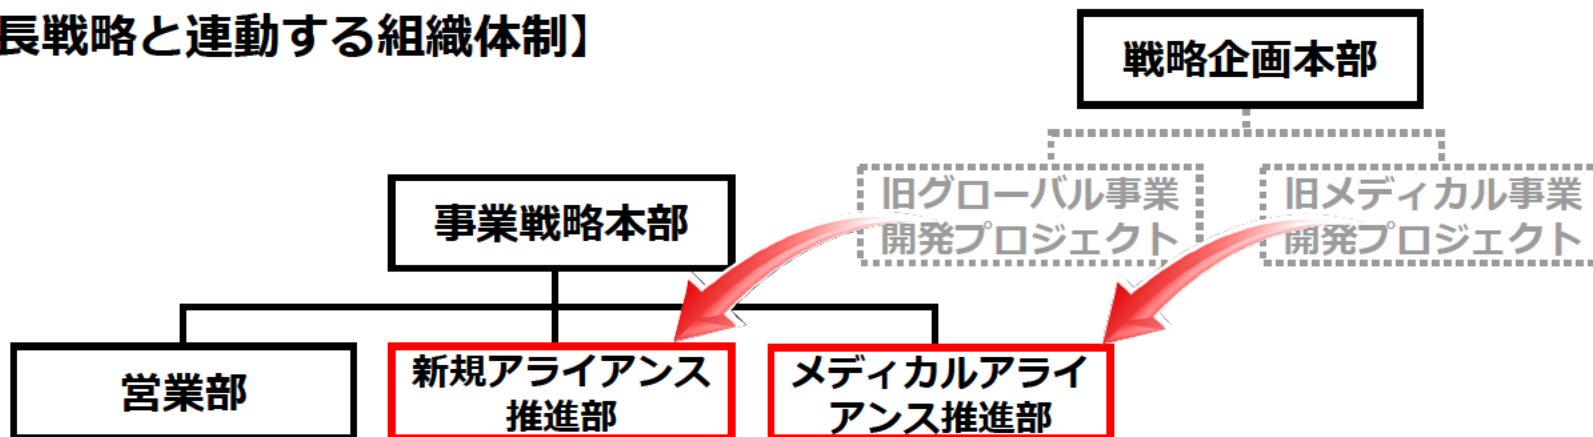 長戦略と連動する組織体制】
戦略企画本部
旧グローバル事業
開発プロジェクト
旧メディカル事業
開発プロジェクト
事業戦略本部
営業部
新規アライアンス
推進部
メディカルアライ
アンス推進部